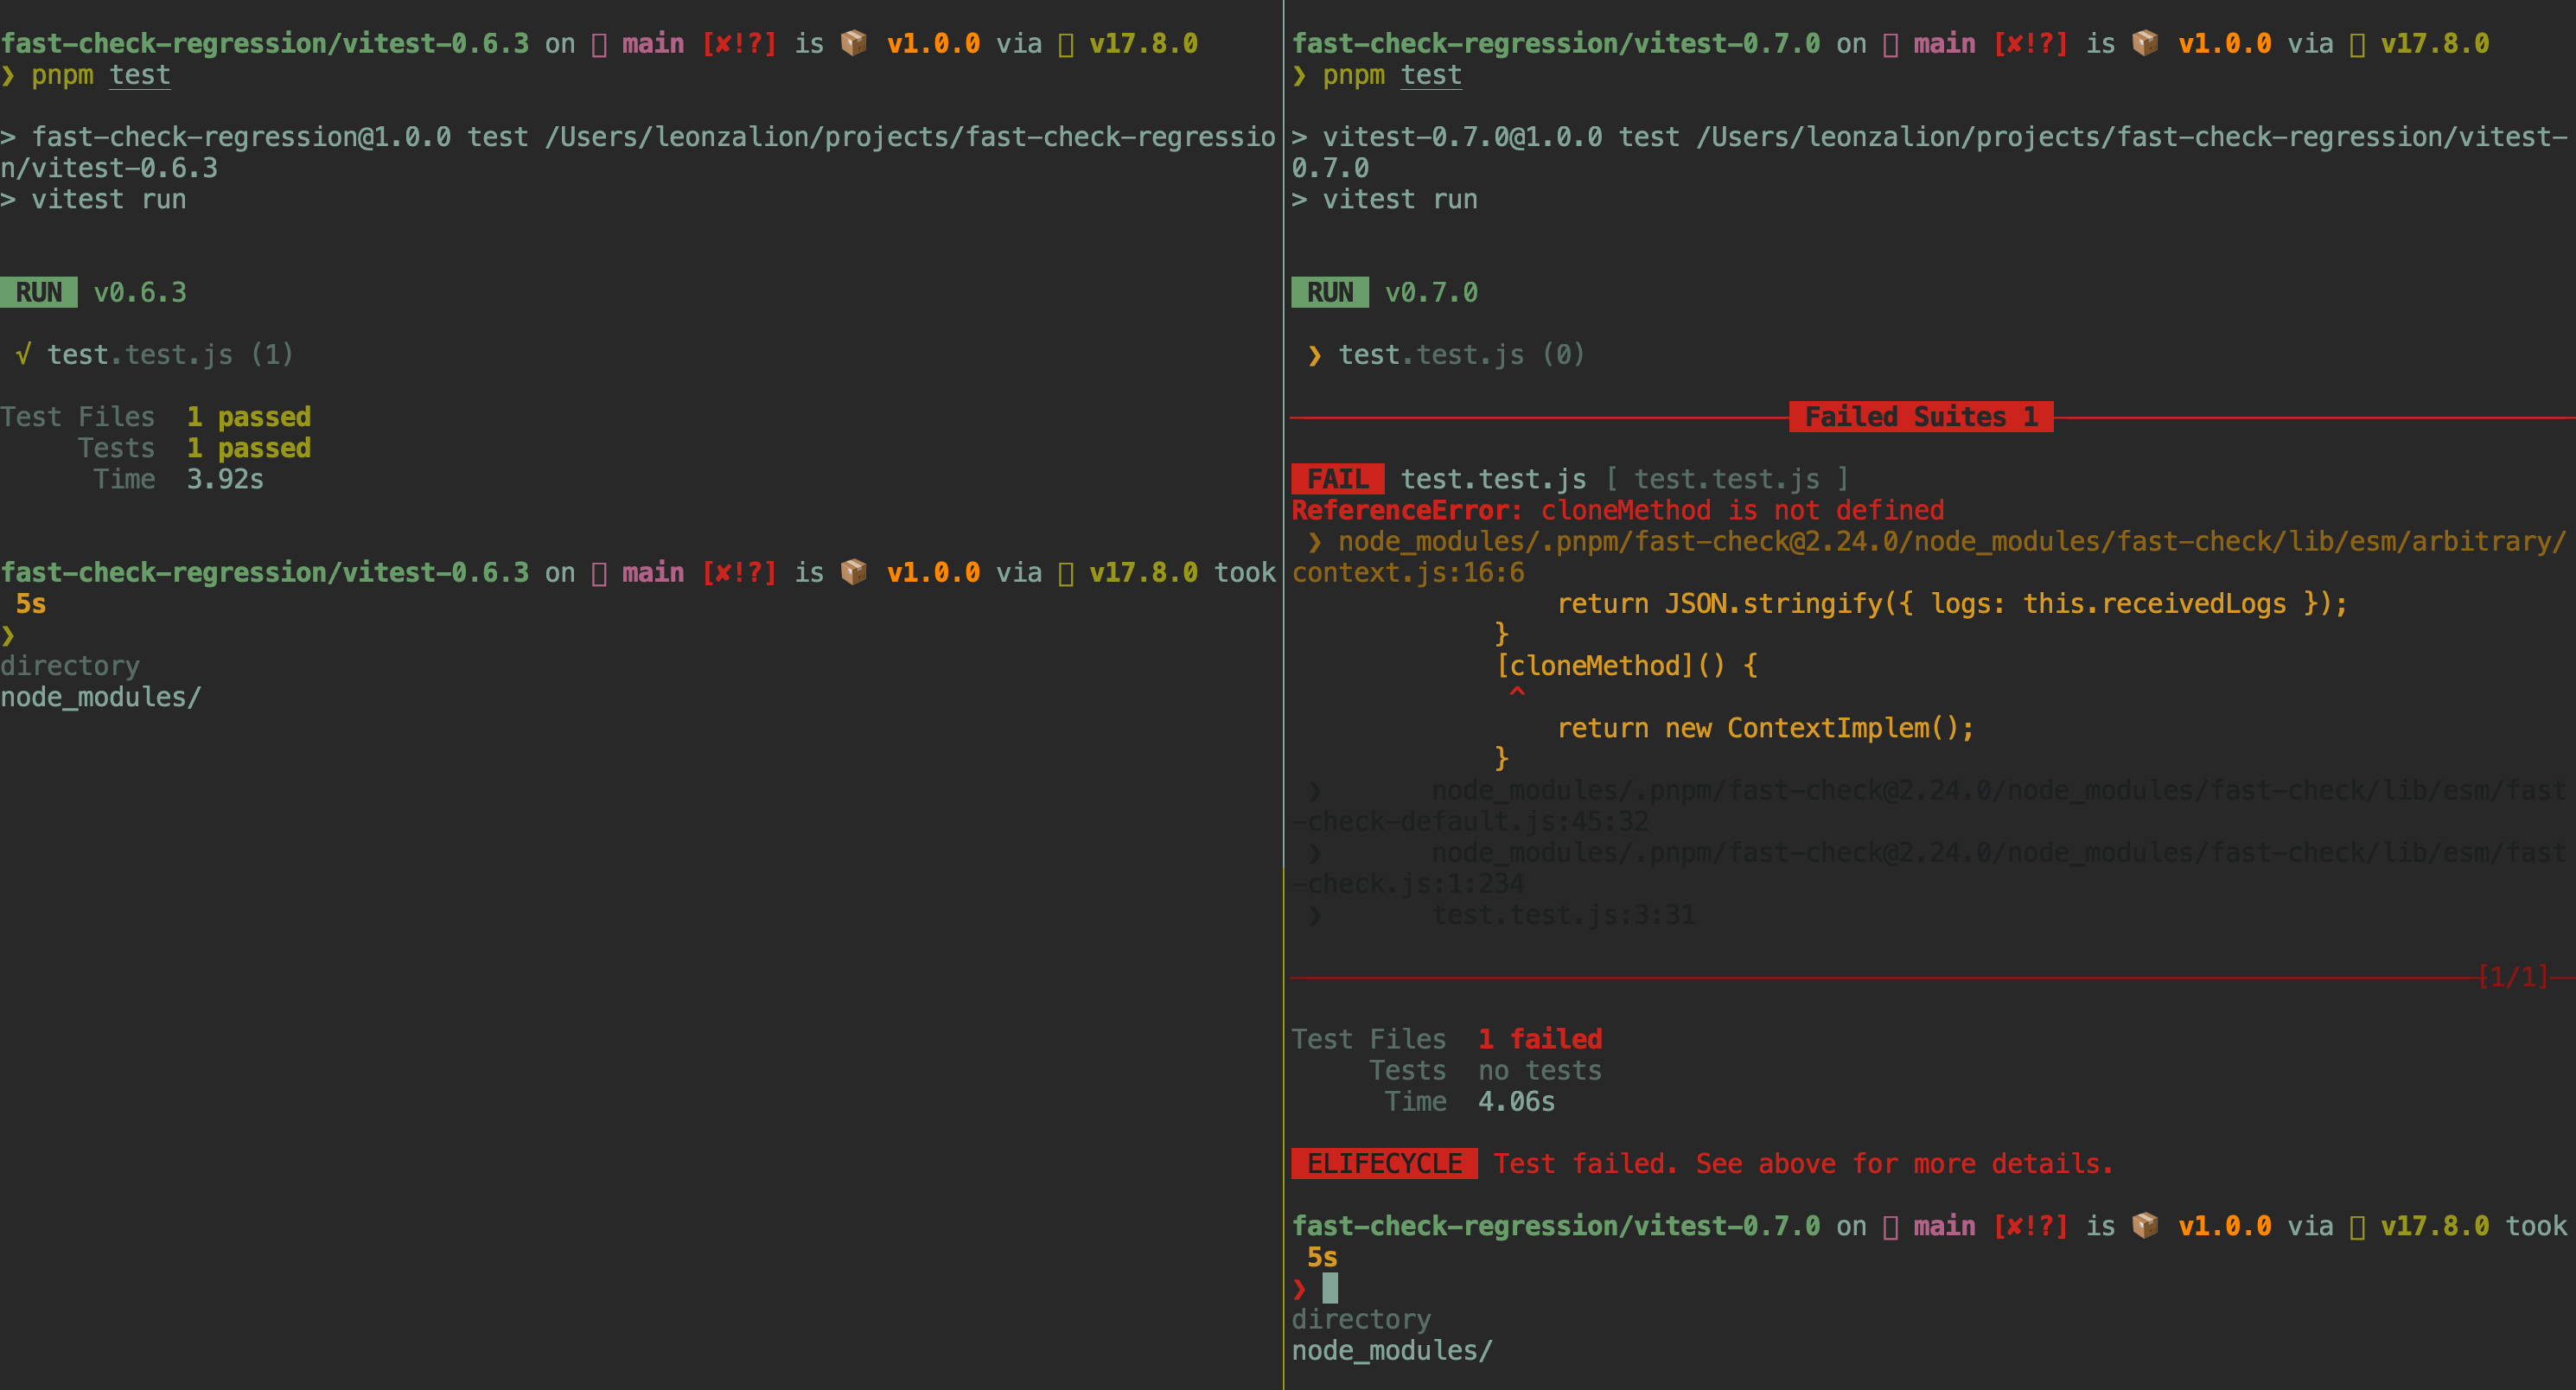 fast-check-regression/vitest-0.6.3 on  main [✘!?] is 📦 v1.0.0 via  v17.8.0
❯ pnpm test
> fast-check-regression@1.0.0 test /Users/leonzalion/projects/fast-check-regressio
n/vitest-0.6.3
> vitest run
RUN v0.6.3
√ test.test.js (1)
Test Files 1 passed
Tests 1 passed
Time 3.92s
fast-check-regression/vitest-0.6.3 on  main [✘!?] is 📦 v1.0.0 via  v17.8.0 took
5s
❯
directory
node_modules/
fast-check-regression/vitest-0.7.0 on  main [✘!?] is 📦 v1.0.0 via  v17.8.0
❯ pnpm test
> vitest-0.7.0@1.0.0 test /Users/leonzalion/projects/fast-check-regression/vitest-
0.7.0
> vitest run
RUN v0.7.0
❯ test.test.js (0)
Failed Suites 1
FAIL test.test.js [ test.test.js ]
ReferenceError: cloneMethod is not defined
❯ node_modules/.pnpm/fast-check@2.24.0/node_modules/fast-check/lib/esm/arbitrary/
context.js:16:6
return JSON.stringify({ logs: this.receivedLogs });
}
[cloneMethod]() {
^
return new ContextImplem();
}
❯ node_modules/.pnpm/fast-check@2.24.0/node_modules/fast-check/lib/esm/fast
-check-default.js:45:32
❯ node_modules/.pnpm/fast-check@2.24.0/node_modules/fast-check/lib/esm/fast
-check.js:1:234
❯ test.test.js:3:31
[1/1]
Test Files 1 failed
Tests no tests
Time 4.06s
ELIFECYCLE Test failed. See above for more details.
fast-check-regression/vitest-0.7.0 on  main [✘!?] is 📦 v1.0.0 via  v17.8.0 took
5s
❯
directory
node_modules/